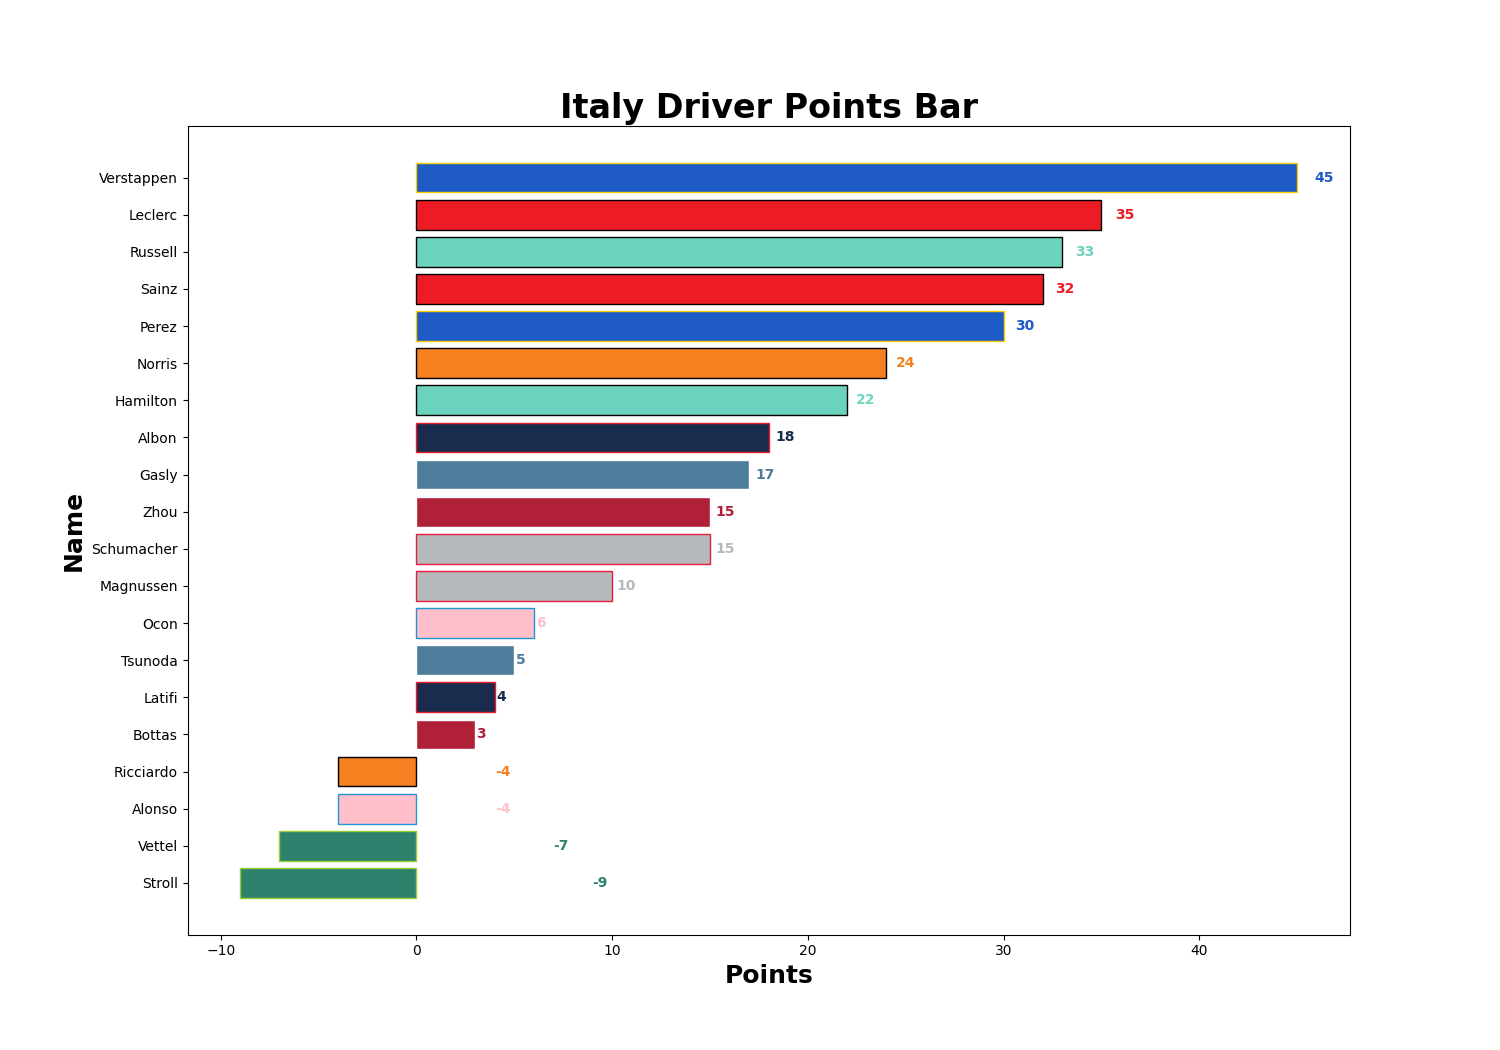 Italy Driver Points Bar
Verstappen 45
Leclerc 35
Russell 33
Sainz 32
Perez 30
Norris 24
Hamilton 22
Albon 18
Gasly 17
Zhou 15
Schumacher 15
Magnussen 10
Ocon 6
Tsunoda 5
Latifi 4
Bottas 3
Ricciardo -4
Alonso -4
Vettel -7
Stroll -9
Name
−10 0 10 20 30 40
Points